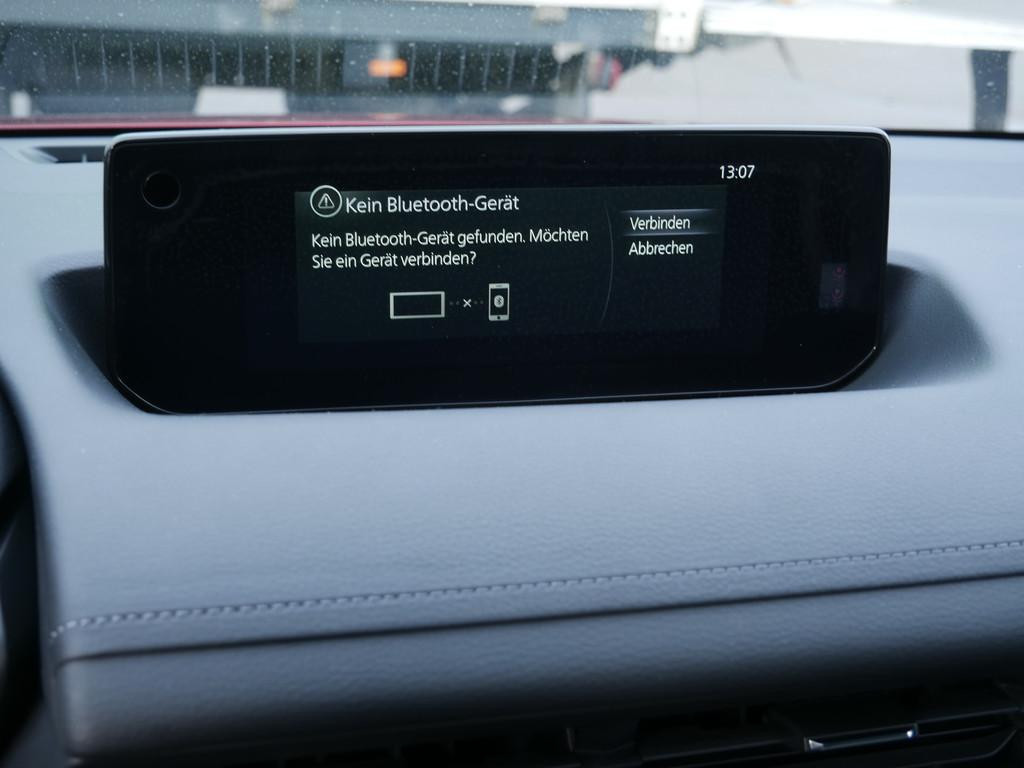 13:07
Kein Bluetooth-Gerät
Kein Bluetooth-Gerät gefunden. Möchten
Sie ein Gerät verbinden?
Verbinden
Abbrechen